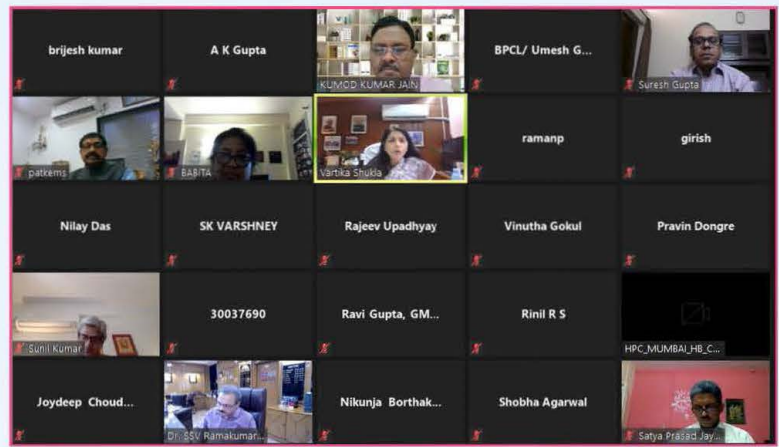 brijesh kumar
A K Gupta
KUMOD KUMAR JAIN
BPCL/ Umesh G...
Suresh Gupta
patkems
BABITA
Vartika Shukla
ramanp
girish
Nilay Das
SK VARSHNEY
Rajeev Upadhyay
Vinutha Gokul
Pravin Dongre
Sunil Kumar
30037690
Ravi Gupta, GM...
Rinil R S
HPC_MUMBAI_HB_C...
Joydeep Choud...
Dr. SSV Ramakumar...
Nikunja Borthak...
Shobha Agarwal
Satya Prasad Jay...